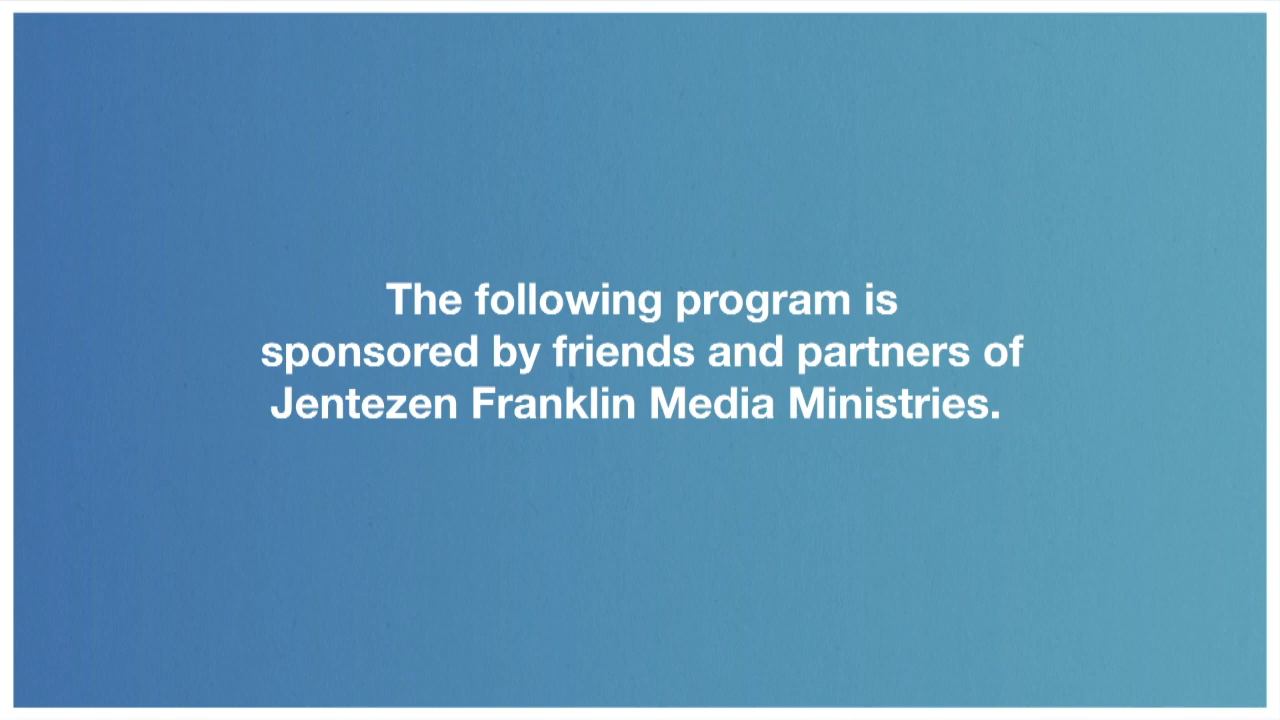 The following program is
sponsored by friends and partners of
Jentezen Franklin Media Ministries.